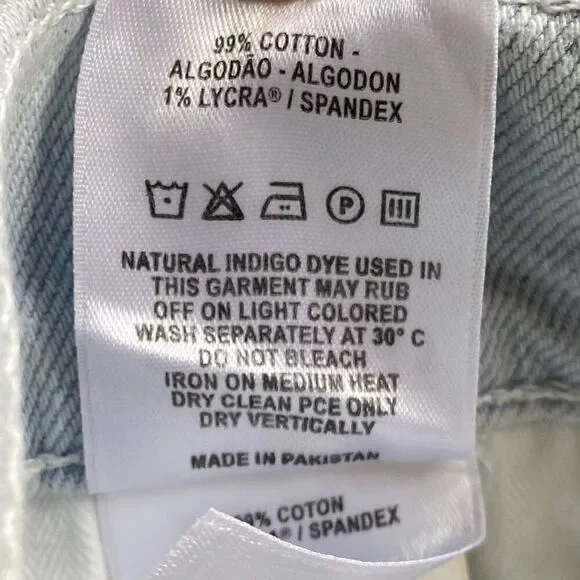 99% COTTON -
ALGODÃO - ALGODON
1% LYCRA® / SPANDEX
P
NATURAL INDIGO DYE USED IN
THIS GARMENT MAY RUB
OFF ON LIGHT COLORED
WASH SEPARATELY AT 30° C
DO NOT BLEACH
IRON ON MEDIUM HEAT
DRY CLEAN PCE ONLY
DRY VERTICALLY
MADE IN PAKISTAN
% COTON
/ SPANDEX